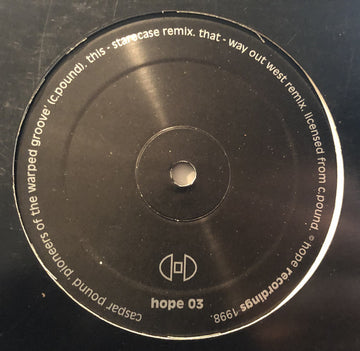 caspar pound 'pioneers of the warped groove' (c.pound). this - starecase remix. that - way out west remix. licensed from c.pound. © hope recordings 1998.
hope 03